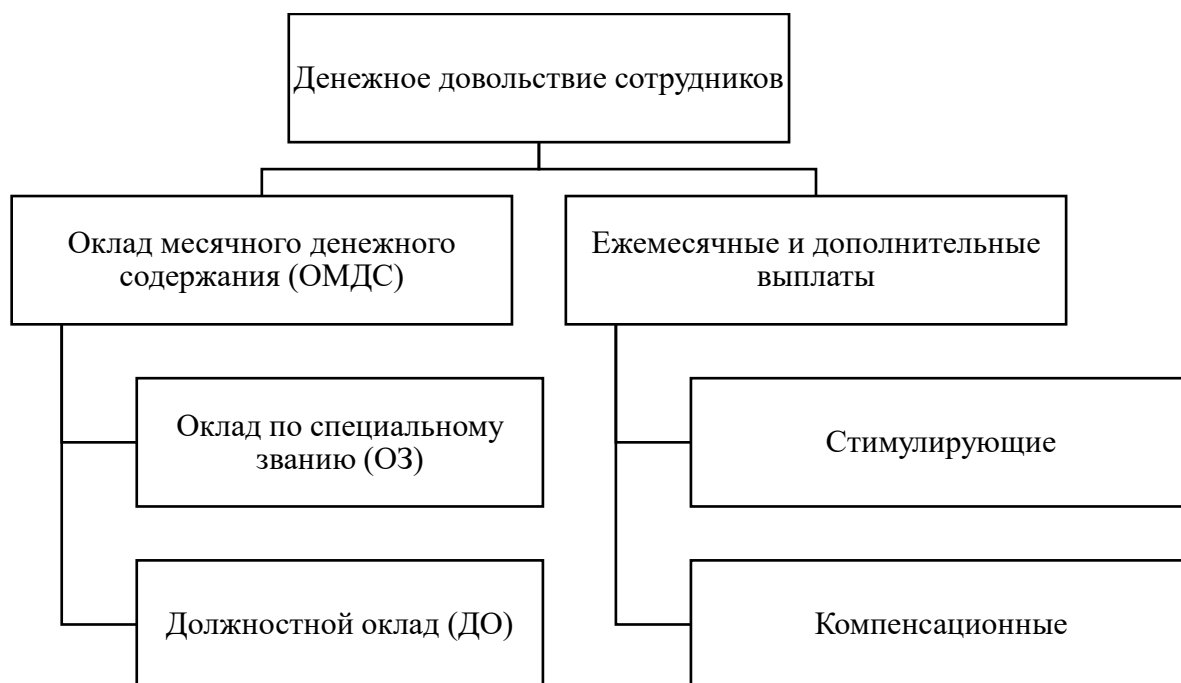 Денежное довольствие сотрудников
Оклад месячного денежного
содержания (ОМДС)
Ежемесячные и дополнительные
выплаты
Оклад по специальному
званию (ОЗ)
Стимулирующие
Должностной оклад (ДО)
Компенсационные